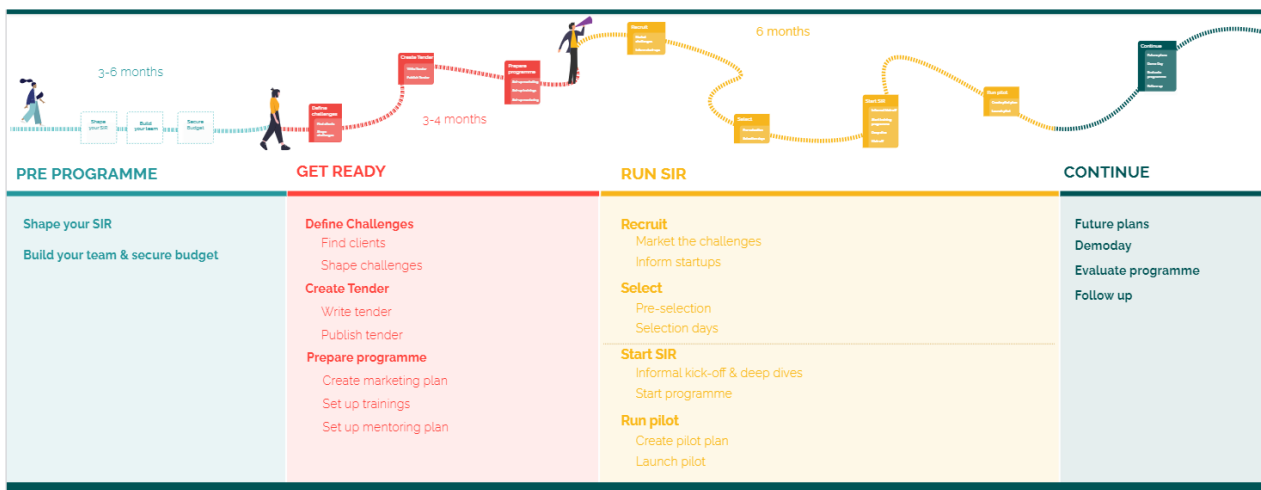 3-6 months
Shape
your SIR
Build
your team
Secure
Budget
Define
challenges
Create Tender
3-4 months
Prepare
programme
Recruit
6 months
Select
Start SIR
Run pilot
Continue
PRE PROGRAMME
GET READY
RUN SIR
CONTINUE
Shape your SIR
Build your team & secure budget
Define Challenges
Find clients
Shape challenges
Create Tender
Write tender
Publish tender
Prepare programme
Create marketing plan
Set up trainings
Set up mentoring plan
Recruit
Market the challenges
Inform startups
Select
Pre-selection
Selection days
Start SIR
Informal kick-off & deep dives
Start programme
Run pilot
Create pilot plan
Launch pilot
Future plans
Demoday
Evaluate programme
Follow up